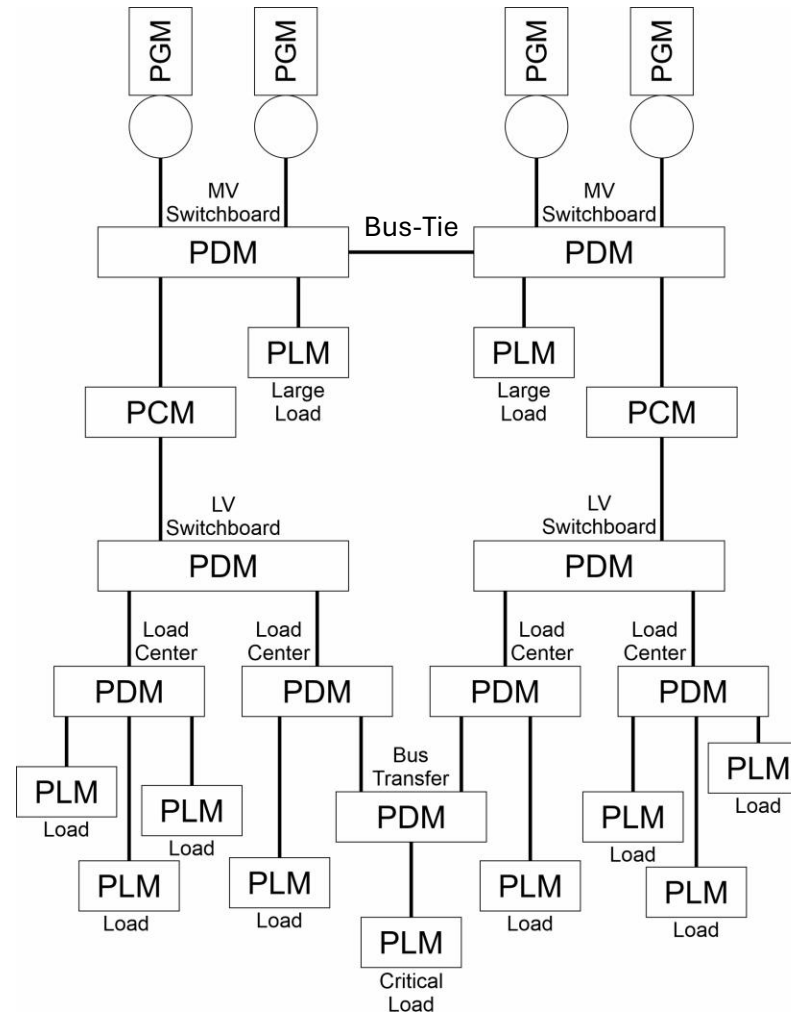 PGM
PGM
PGM
PGM
MV
Switchboard
MV
Switchboard
Bus-Tie
PDM
PDM
PLM
PLM
Large
Load
Large
Load
PCM
PCM
LV
Switchboard
LV
Switchboard
PDM
PDM
Load
Center
Load
Center
Load
Center
Load
Center
PDM
PDM
PDM
PDM
Bus
Transfer
PLM
Load
PLM
Load
PDM
PLM
Load
PLM
Load
PLM
Load
PLM
Load
PLM
Load
PLM
Load
PLM
Critical
Load